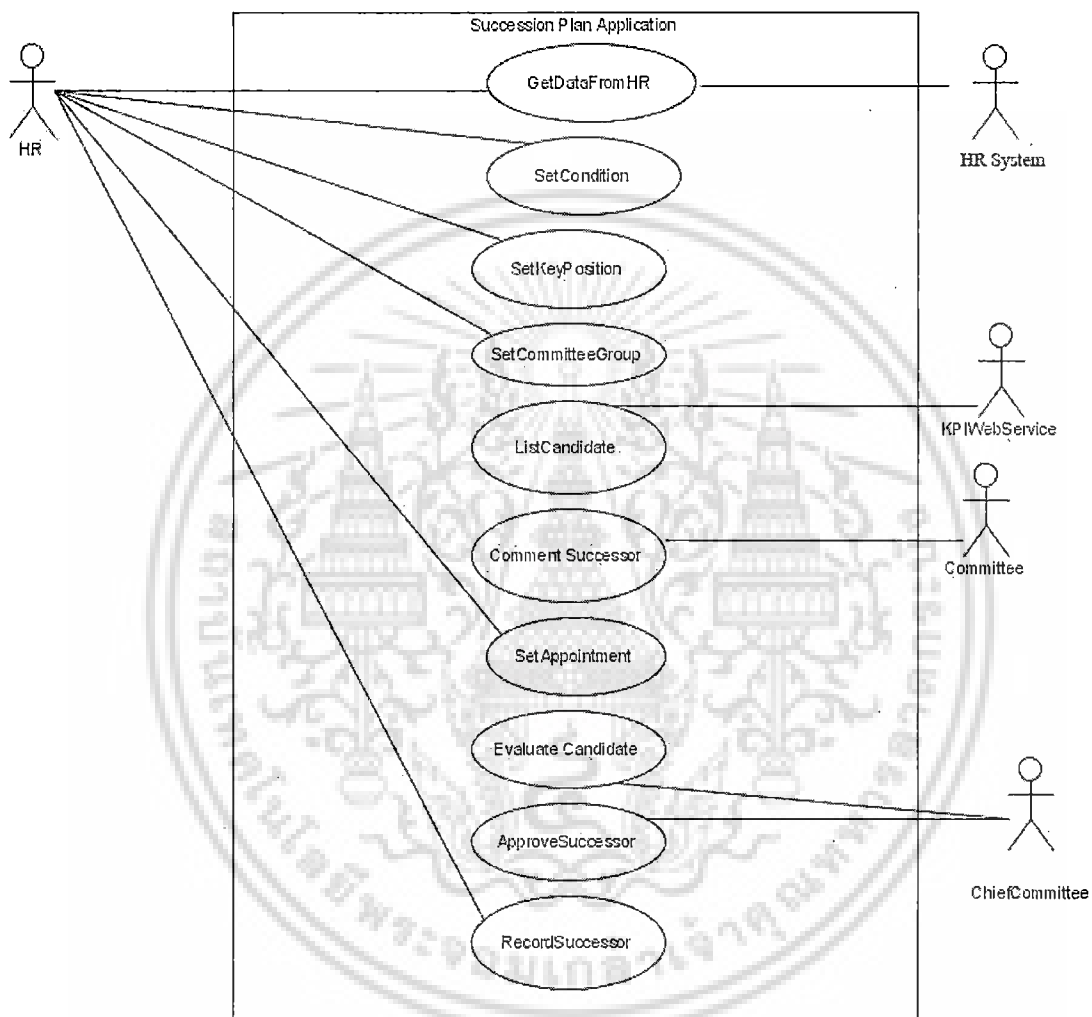 Succession Plan Application
HR
GetDataFromHR
HR System
SetCondition
SetKeyPosition
SetCommitteeGroup
KPIWebService
ListCandidate
Committee
Comment Successor
SetAppointment
Evaluate Candidate
ApproveSuccessor
ChiefCommittee
RecordSuccessor